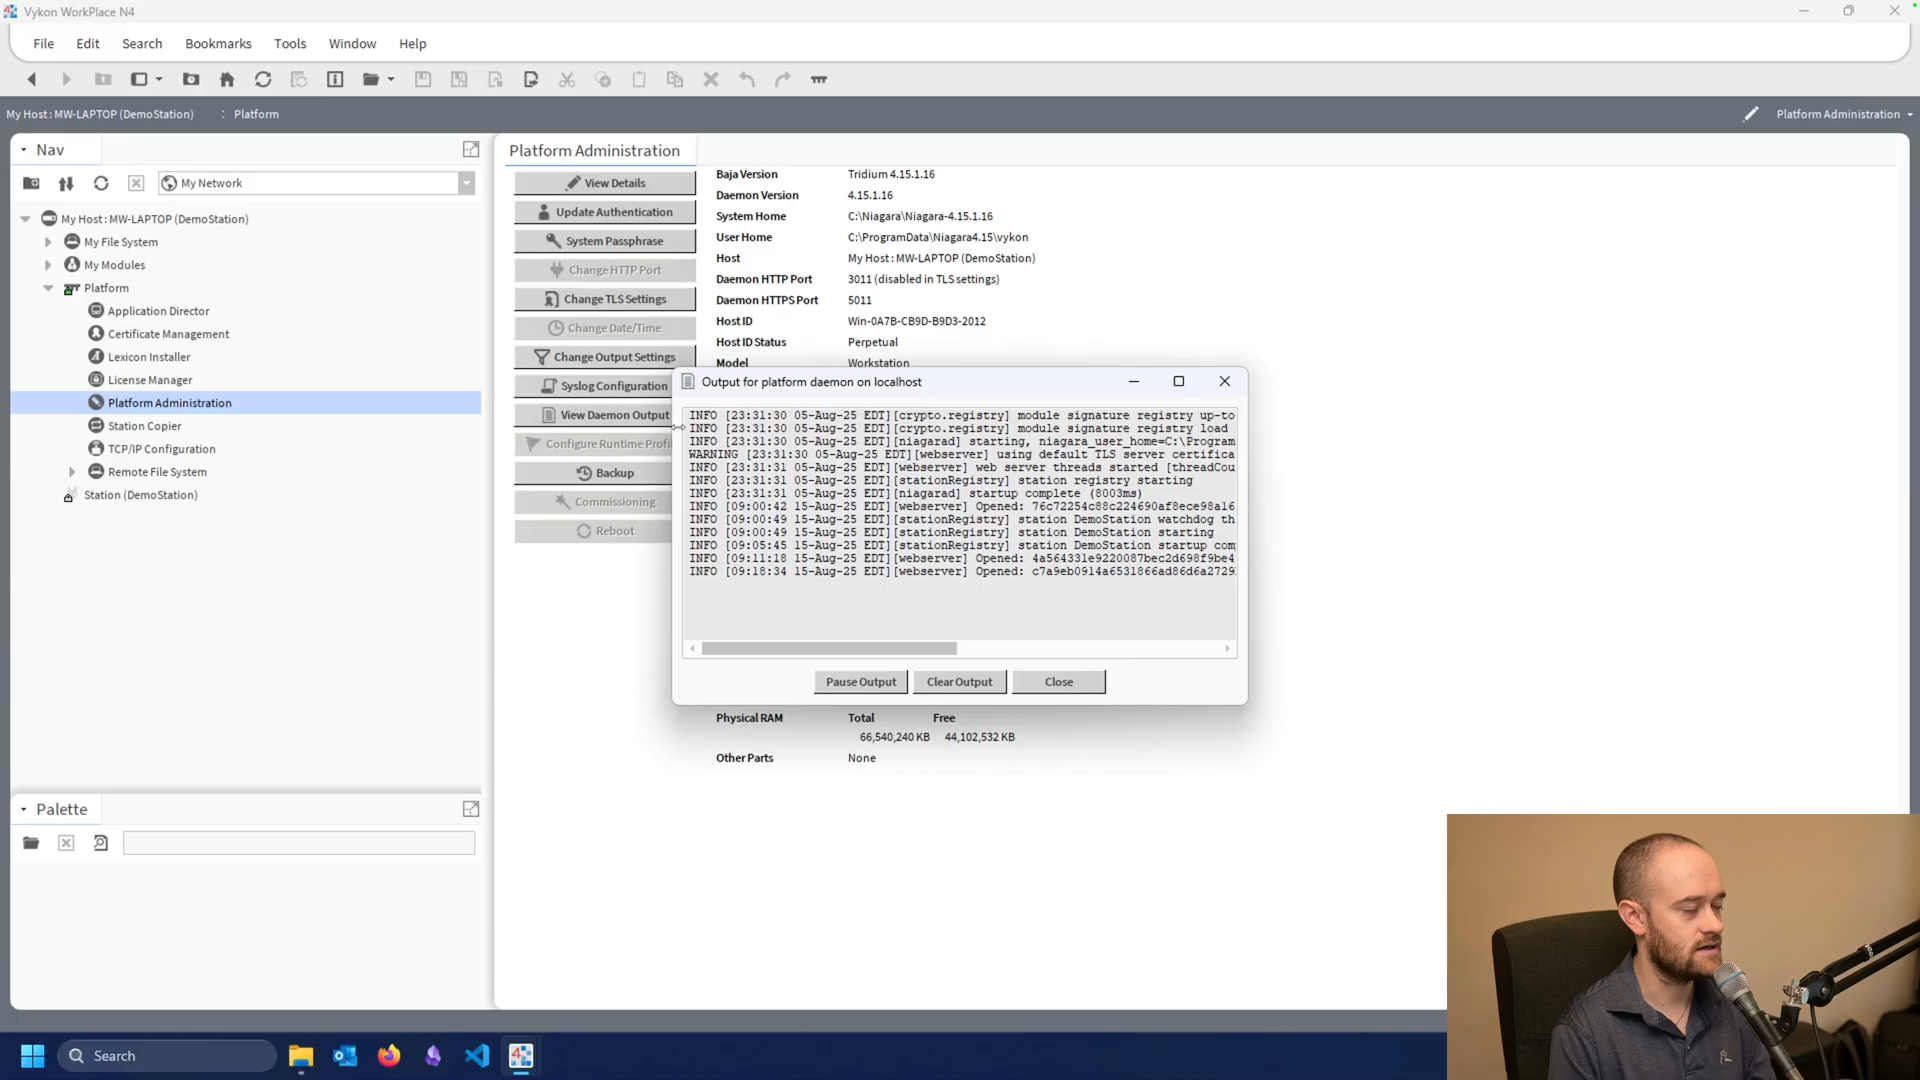 Vykon WorkPlace N4
File Edit Search Bookmarks Tools Window Help
My Host : MW-LAPTOP (DemoStation) : Platform
Platform Administration
Nav
My Network
My Host : MW-LAPTOP (DemoStation)
My File System
My Modules
Platform
Application Director
Certificate Management
Lexicon Installer
License Manager
Platform Administration
Station Copier
TCP/IP Configuration
Remote File System
Station (DemoStation)
Palette
Platform Administration
View Details
Update Authentication
System Passphrase
Change HTTP Port
Change TLS Settings
Change Date/Time
Change Output Settings
Syslog Configuration
View Daemon Output
Configure Runtime Profi
Backup
Commissioning
Reboot
Baja Version Tridium 4.15.1.16
Daemon Version 4.15.1.16
System Home C:\Niagara\Niagara-4.15.1.16
User Home C:\ProgramData\Niagara4.15\vykon
Host My Host : MW-LAPTOP (DemoStation)
Daemon HTTP Port 3011 (disabled in TLS settings)
Daemon HTTPS Port 5011
Host ID Win-0A7B-CB9D-B9D3-2012
Host ID Status Perpetual
Model Workstation
Output for platform daemon on localhost
INFO [23:31:30 05-Aug-25 EDT][crypto.registry] module signature registry up-to
INFO [23:31:30 05-Aug-25 EDT][crypto.registry] module signature registry load
INFO [23:31:30 05-Aug-25 EDT][niagarad] starting, niagara_user_home=C:\Program
WARNING [23:31:30 05-Aug-25 EDT][webserver] using default TLS server certifica
INFO [23:31:31 05-Aug-25 EDT][webserver] web server threads started [threadCou
INFO [23:31:31 05-Aug-25 EDT][stationRegistry] station registry starting
INFO [23:31:31 05-Aug-25 EDT][niagarad] startup complete (8003ms)
INFO [09:00:42 15-Aug-25 EDT][webserver] Opened: 76c72254c88c224690af8ece98a16
INFO [09:00:49 15-Aug-25 EDT][stationRegistry] station DemoStation watchdog th
INFO [09:00:49 15-Aug-25 EDT][stationRegistry] station DemoStation starting
INFO [09:05:45 15-Aug-25 EDT][stationRegistry] station DemoStation startup com
INFO [09:11:18 15-Aug-25 EDT][webserver] Opened: 4a564331e9220087bec2d698f9be4
INFO [09:18:34 15-Aug-25 EDT][webserver] Opened: c7a9eb0914a6531866ad86d6a2729
Pause Output Clear Output Close
Physical RAM Total Free
66,540,240 KB 44,102,532 KB
Other Parts None
Search